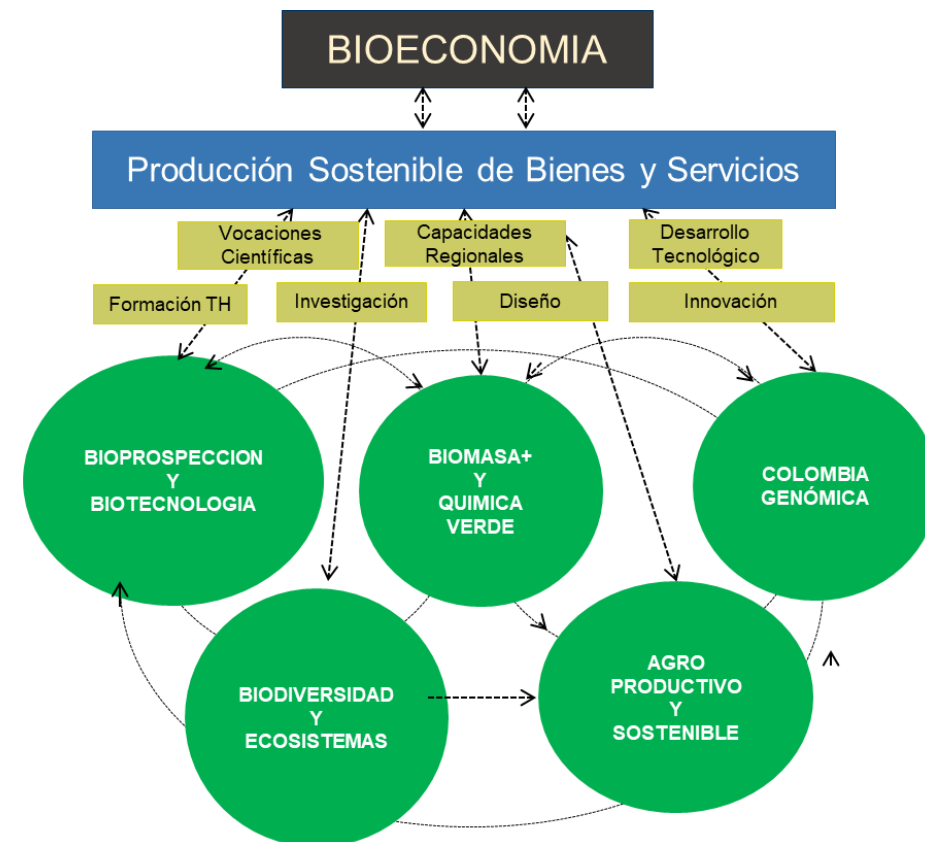 BIOECONOMIA
Producción Sostenible de Bienes y Servicios
Vocaciones
Científicas
Capacidades
Regionales
Desarrollo
Tecnológico
Formación TH
Investigación
Diseño
Innovación
BIOPROSPECCION
Y
BIOTECNOLOGIA
BIOMASA+
Y
QUIMICA
VERDE
COLOMBIA
GENÓMICA
BIODIVERSIDAD
Y
ECOSISTEMAS
AGRO
PRODUCTIVO
Y
SOSTENIBLE